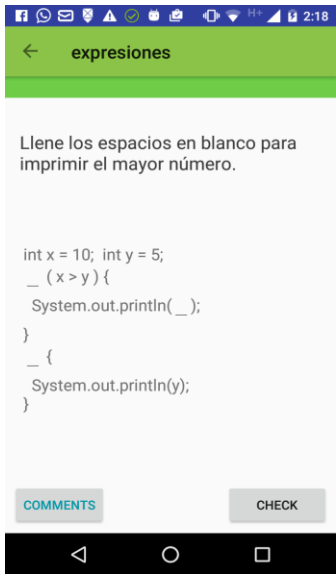 H+ 2:18
expresiones
Llene los espacios en blanco para
imprimir el mayor número.
int x = 10;  int y = 5;
_ ( x > y ) {
System.out.println( _ );
}
_ {
System.out.println(y);
}
COMMENTS CHECK